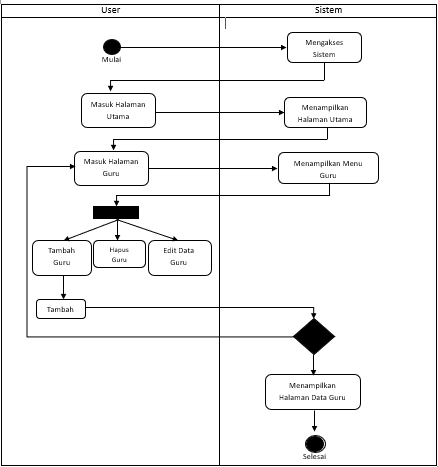 User
Sistem
Mulai
Mengakses
Sistem
Masuk Halaman
Utama
Menampilkan
Halaman Utama
Masuk Halaman
Guru
Menampilkan Menu
Guru
Tambah
Guru
Hapus
Guru
Edit Data
Guru
Tambah
Menampilkan
Halaman Data Guru
Selesai